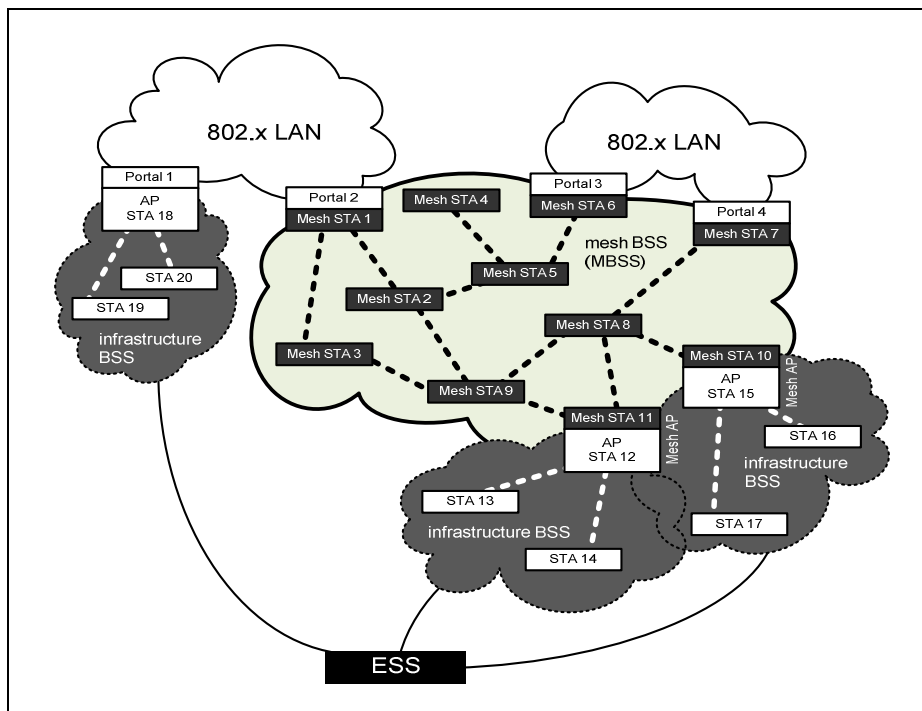 802.x LAN
802.x LAN
Portal 1
AP
STA 18
Portal 2
Mesh STA 1
Mesh STA 4
Portal 3
Mesh STA 6
Portal 4
Mesh STA 7
mesh BSS
(MBSS)
Mesh STA 5
STA 20
STA 19
infrastructure
BSS
Mesh STA 2
Mesh STA 8
Mesh STA 3
Mesh STA 10
AP
STA 15
Mesh AP
Mesh STA 9
Mesh STA 11
AP
STA 12
Mesh AP
STA 16
infrastructure
BSS
STA 13
STA 17
infrastructure BSS
STA 14
ESS